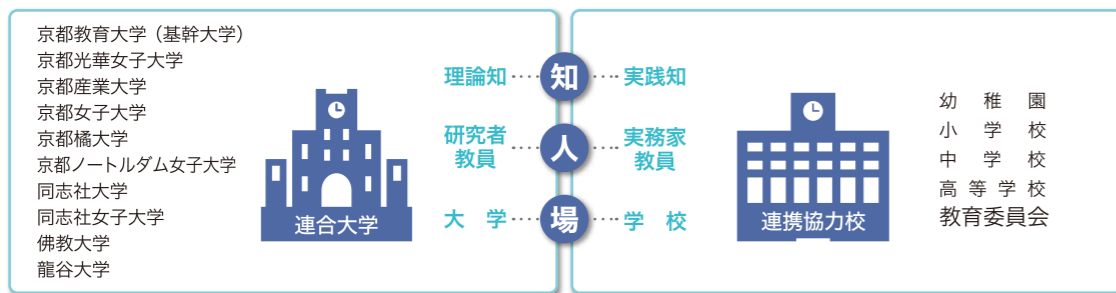 京都教育大学（基幹大学）
京都光華女子大学
京都産業大学
京都女子大学
京都橘大学
京都ノートルダム女子大学
同志社大学
同志社女子大学
佛教大学
龍谷大学
連合大学
理論知 知 実践知
研究者教員 人 実務家教員
大学 場 学校
連携協力校
幼稚園
小学校
中学校
高等学校
教育委員会